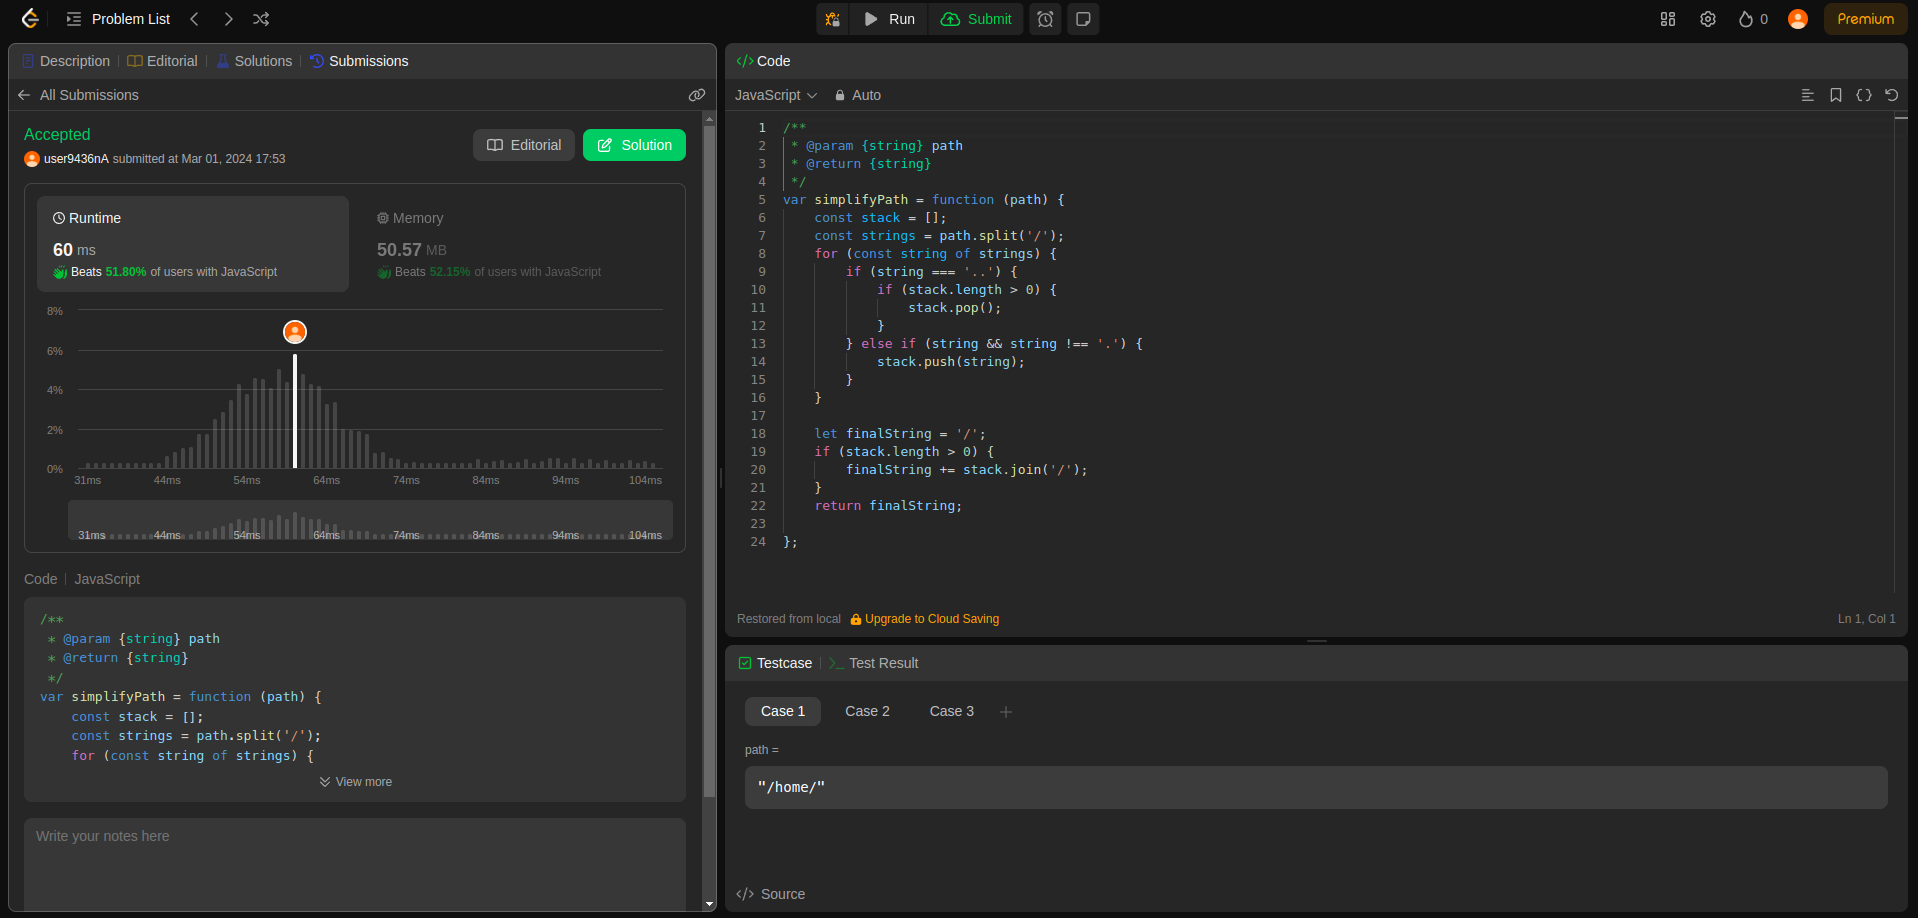 Problem List
Run
Submit
0
Premium
Description
Editorial
Solutions
Submissions
All Submissions
Accepted
user9436nA submitted at Mar 01, 2024 17:53
Editorial
Solution
Runtime
60 ms
Beats 51.80% of users with JavaScript
Memory
50.57 MB
Beats 52.15% of users with JavaScript
8%
6%
4%
2%
0%
31ms 44ms 54ms 64ms 74ms 84ms 94ms 104ms
31ms 44ms 54ms 64ms 74ms 84ms 94ms 104ms
Code | JavaScript
/**
 * @param {string} path
 * @return {string}
 */
var simplifyPath = function (path) {
    const stack = [];
    const strings = path.split('/');
    for (const string of strings) {
View more
Write your notes here
</> Code
JavaScript
Auto
1 /**
2  * @param {string} path
3  * @return {string}
4  */
5 var simplifyPath = function (path) {
6     const stack = [];
7     const strings = path.split('/');
8     for (const string of strings) {
9         if (string === '..') {
10             if (stack.length > 0) {
11                 stack.pop();
12             }
13         } else if (string && string !== '.') {
14             stack.push(string);
15         }
16     }
17
18     let finalString = '/';
19     if (stack.length > 0) {
20         finalString += stack.join('/');
21     }
22     return finalString;
23
24 };
Restored from local
Upgrade to Cloud Saving
Ln 1, Col 1
Testcase
Test Result
Case 1
Case 2
Case 3
path =
"/home/"
</> Source